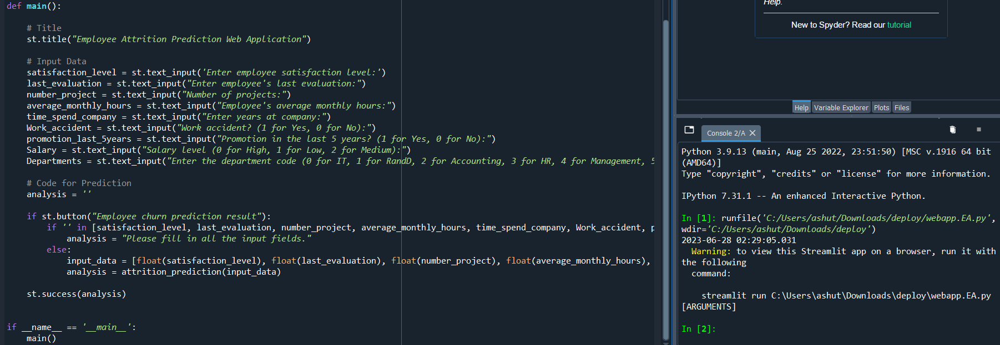 def main():
# Title
st.title("Employee Attrition Prediction Web Application")
# Input Data
satisfaction_level = st.text_input('Enter employee satisfaction level:')
last_evaluation = st.text_input("Enter employee's last evaluation:")
number_project = st.text_input("Number of projects:")
average_monthly_hours = st.text_input("Employee's average monthly hours:")
time_spend_company = st.text_input("Enter years at company:")
Work_accident = st.text_input("Work accident? (1 for Yes, 0 for No):")
promotion_last_5years = st.text_input("Promotion in the last 5 years? (1 for Yes, 0 for No):")
Salary = st.text_input("Salary level (0 for High, 1 for Low, 2 for Medium):")
Departments = st.text_input("Enter the department code (0 for IT, 1 for RandD, 2 for Accounting, 3 for HR, 4 for Management, 5
# Code for Prediction
analysis = ''
if st.button("Employee churn prediction result"):
if '' in [satisfaction_level, last_evaluation, number_project, average_monthly_hours, time_spend_company, Work_accident, p
analysis = "Please fill in all the input fields."
else:
input_data = [float(satisfaction_level), float(last_evaluation), float(number_project), float(average_monthly_hours),
analysis = attrition_prediction(input_data)
st.success(analysis)
if __name__ == '__main__':
main()
Help.
New to Spyder? Read our tutorial
Help Variable Explorer Plots Files
Console 2/A
Python 3.9.13 (main, Aug 25 2022, 23:51:50) [MSC v.1916 64 bit
(AMD64)]
Type "copyright", "credits" or "license" for more information.
IPython 7.31.1 -- An enhanced Interactive Python.
In [1]: runfile('C:/Users/ashut/Downloads/deploy/webapp.EA.py',
wdir='C:/Users/ashut/Downloads/deploy')
2023-06-28 02:29:05.031
Warning: to view this Streamlit app on a browser, run it with
the following
command:
streamlit run C:\Users\ashut\Downloads\deploy\webapp.EA.py
[ARGUMENTS]
In [2]: